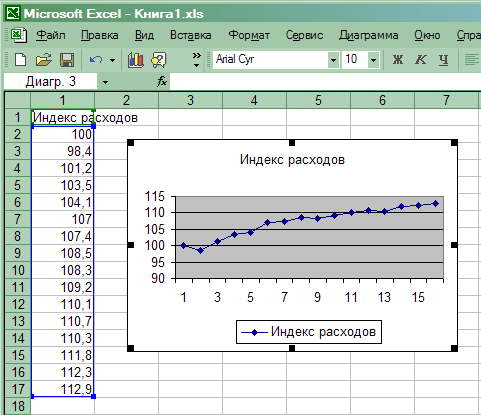 Microsoft Excel - Книга1.xls
Файл Правка Вид Вставка Формат Сервис Диаграмма Окно Спра
Arial Cyr 10 Ж К Ч
Диагр. 3 fx
1 2 3 4 5 6 7
1 Индекс расходов
2 100
3 98,4
4 101,2
5 103,5
6 104,1
7 107
8 107,4
9 108,5
10 108,3
11 109,2
12 110,1
13 110,7
14 110,3
15 111,8
16 112,3
17 112,9
18
Индекс расходов
115
110
105
100
95
90
1 3 5 7 9 11 13 15
Индекс расходов